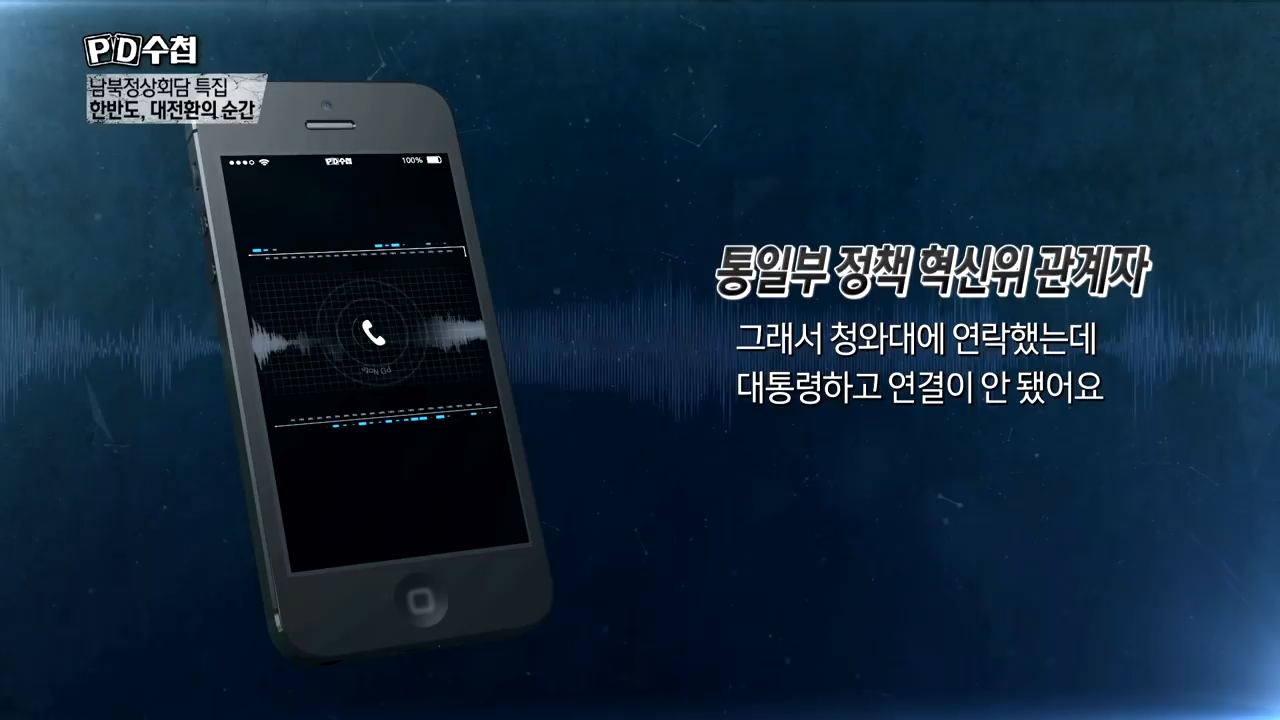 PD수첩
남북정상회담 특집
한반도, 대전환의 순간
PD수첩
100%
PD Note
통일부 정책 혁신위 관계자
그래서 청와대에 연락했는데
대통령하고 연결이 안 됐어요